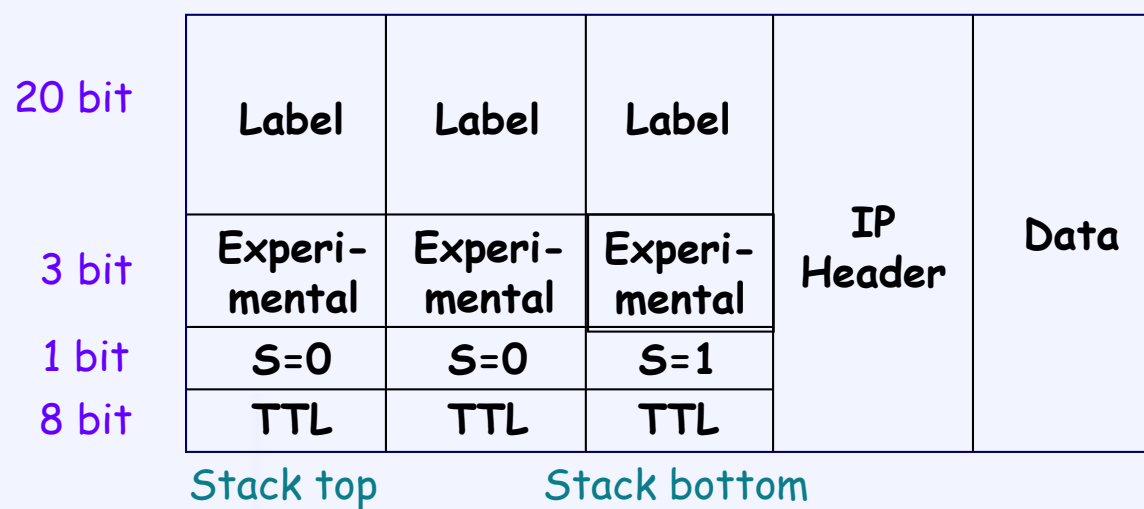 20 bit
Label Label Label
3 bit
Experi- Experi- Experi-
mental mental mental
IP
Header
Data
1 bit
S=0 S=0 S=1
8 bit
TTL TTL TTL
Stack top Stack bottom